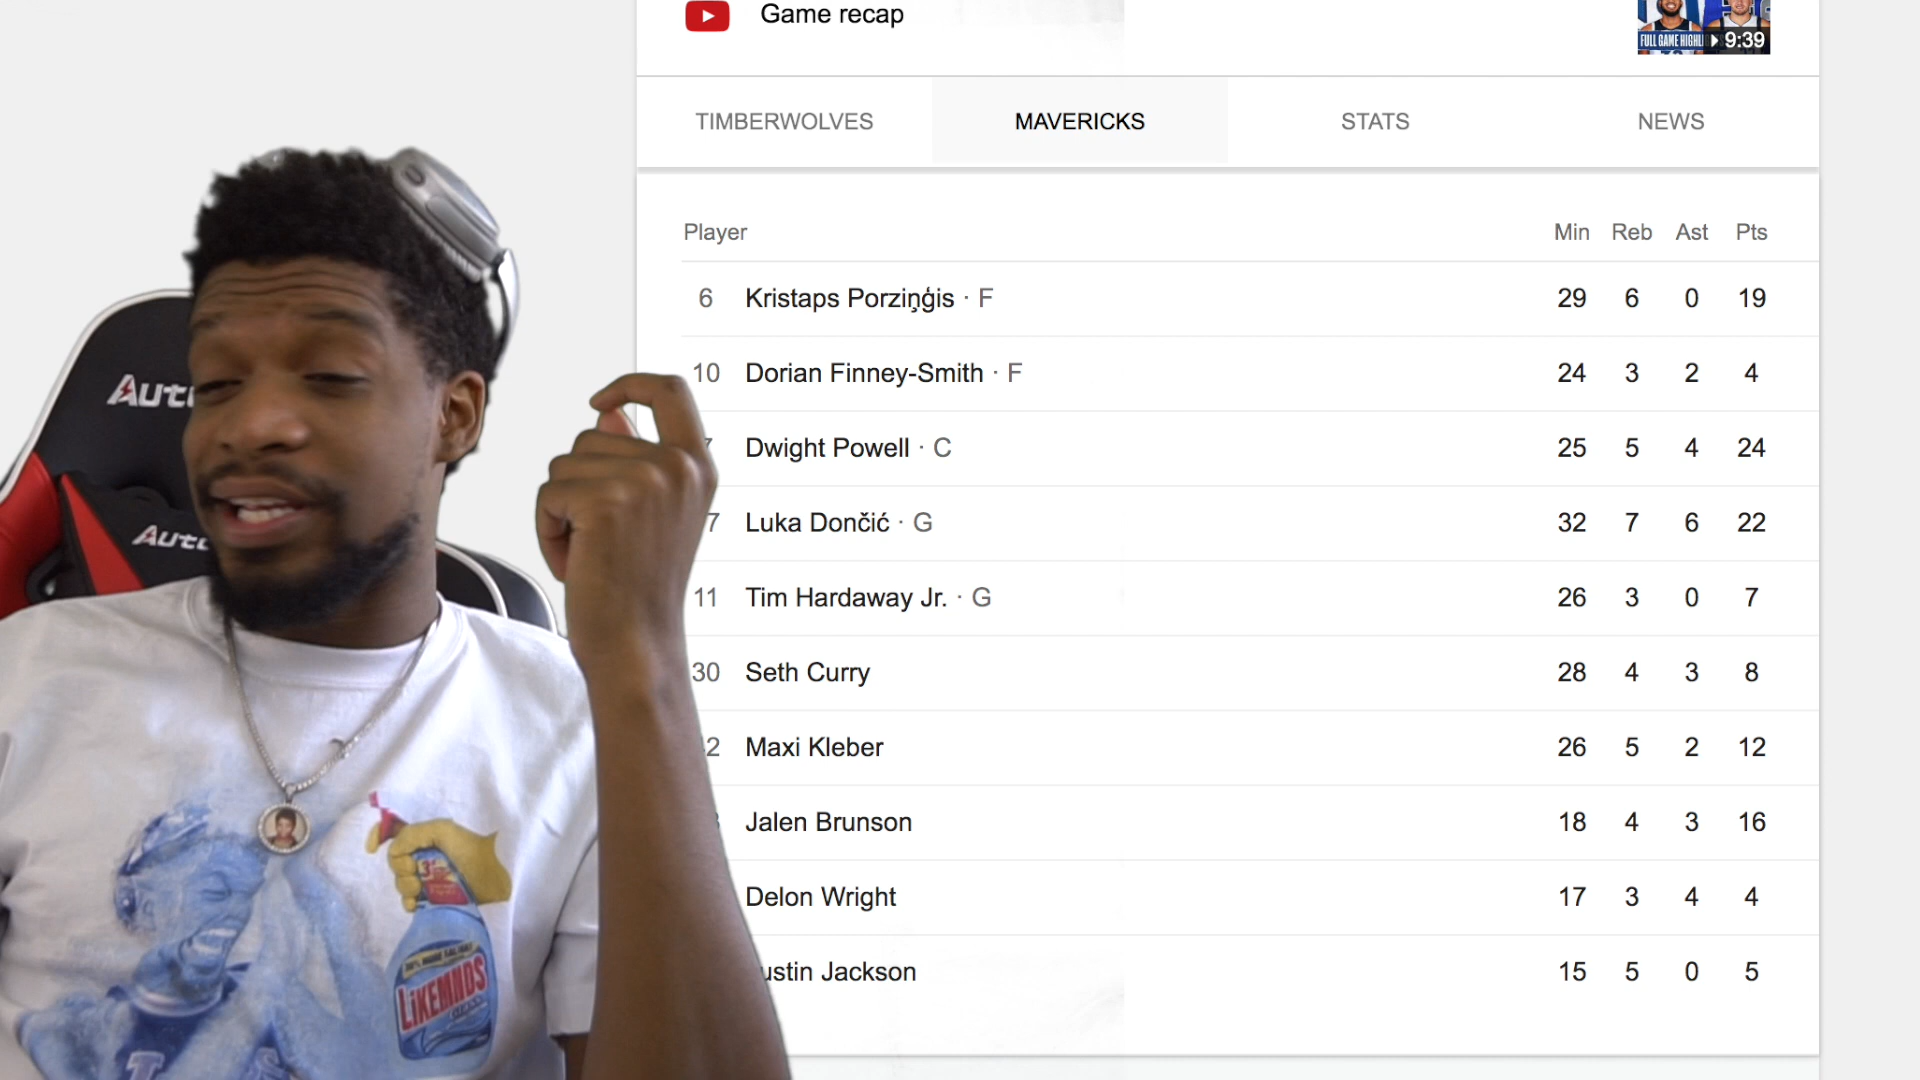 Game recap
FULL GAME HIGHLI
9:39
TIMBERWOLVES MAVERICKS STATS NEWS
Player Min Reb Ast Pts
6 Kristaps Porziņģis · F 29 6 0 19
10 Dorian Finney-Smith · F 24 3 2 4
7 Dwight Powell · C 25 5 4 24
7 Luka Dončić · G 32 7 6 22
11 Tim Hardaway Jr. · G 26 3 0 7
30 Seth Curry 28 4 3 8
2 Maxi Kleber 26 5 2 12
Jalen Brunson 18 4 3 16
Delon Wright 17 3 4 4
ustin Jackson 15 5 0 5
LIKEMINDS